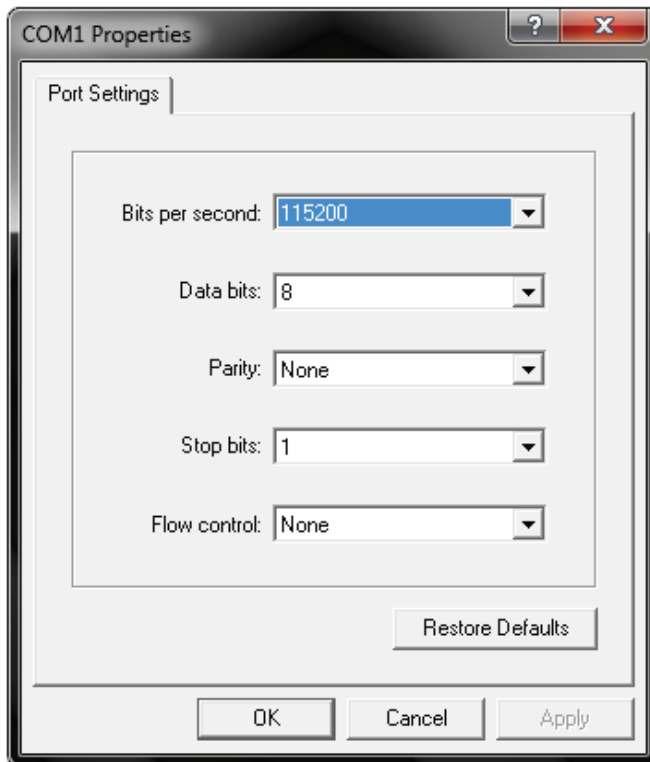 COM1 Properties
?
X
Port Settings
Bits per second: 115200
Data bits: 8
Parity: None
Stop bits: 1
Flow control: None
Restore Defaults
OK Cancel Apply